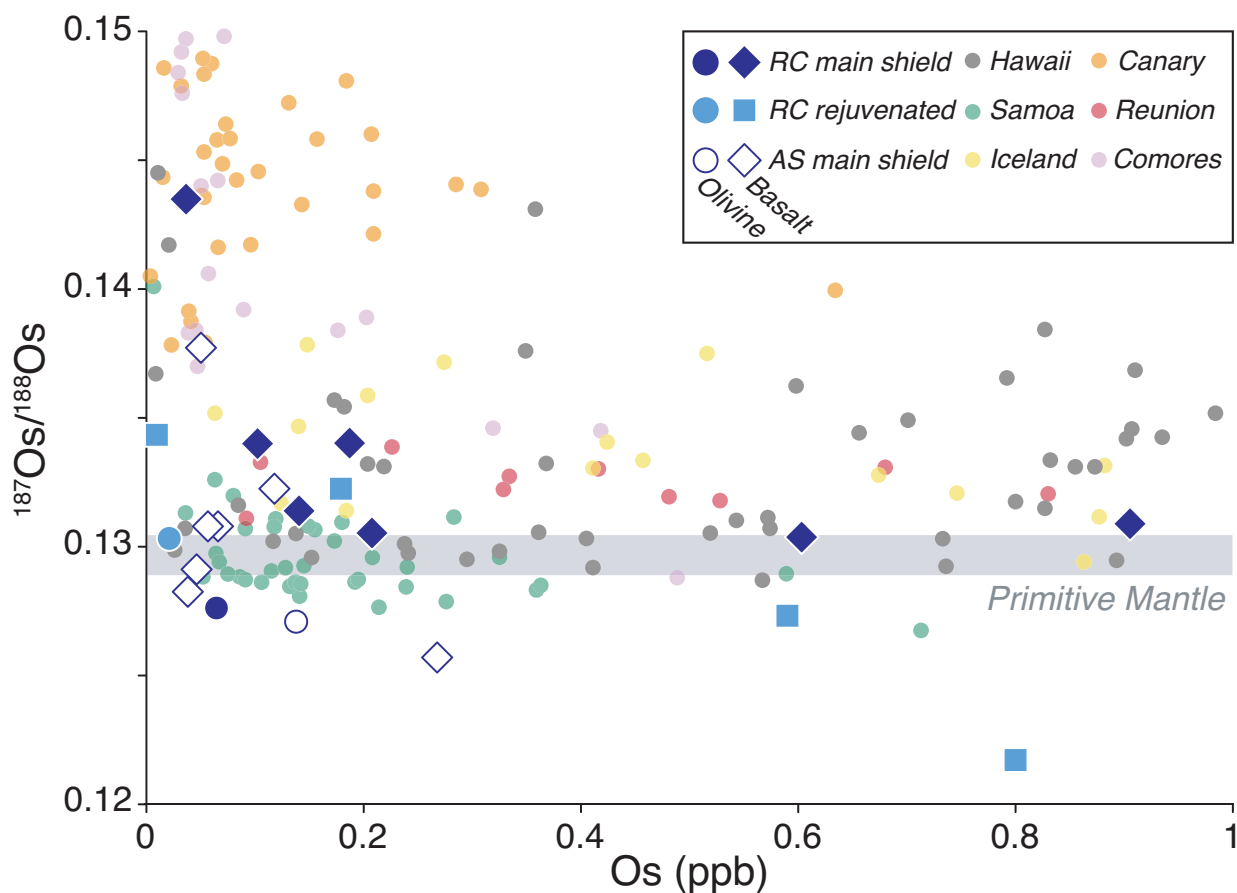 0.15
0.14
0.13
0.12
187Os/188Os
RC main shield Hawaii Canary
RC rejuvenated Samoa Reunion
AS main shield Iceland Comores
Olivine
Basalt
Primitive Mantle
0 0.2 0.4 0.6 0.8 1
Os (ppb)